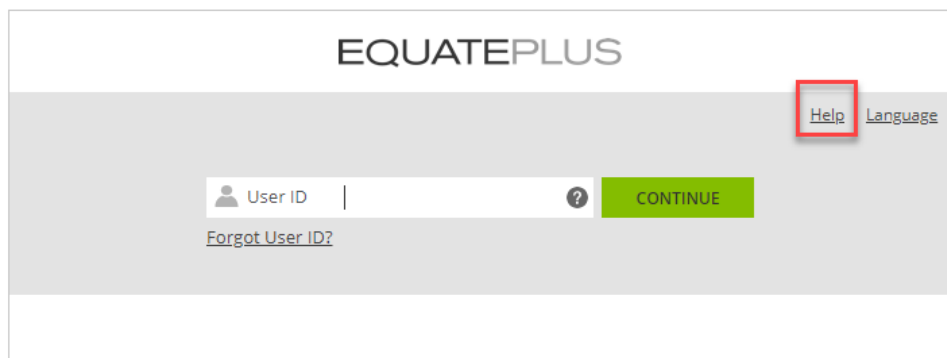 EQUATEPLUS
Help Language
User ID ? CONTINUE
Forgot User ID?